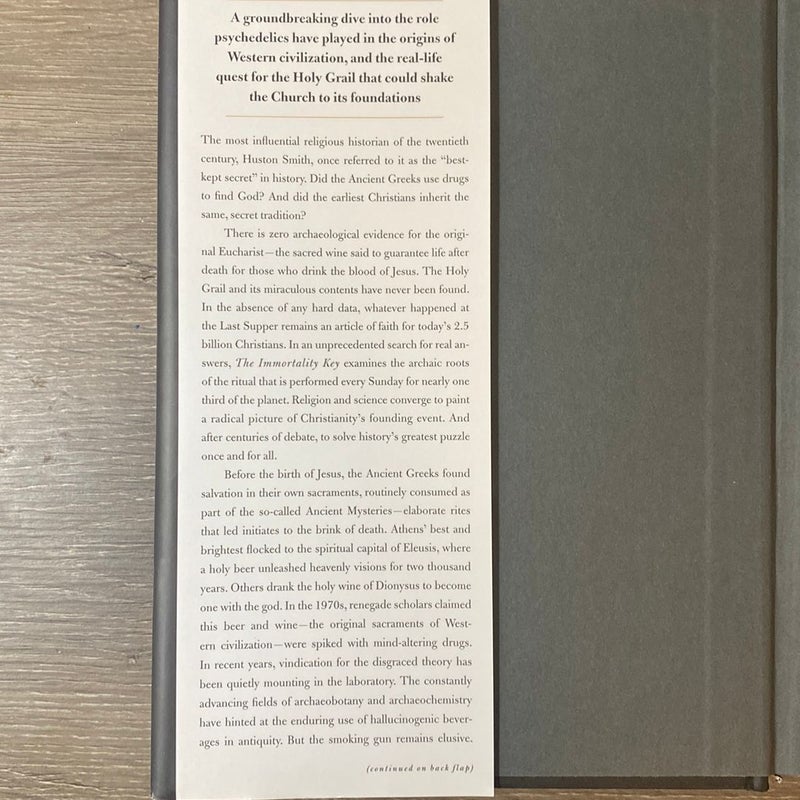 A groundbreaking dive into the role
psychedelics have played in the origins of
Western civilization, and the real-life
quest for the Holy Grail that could shake
the Church to its foundations
The most influential religious historian of the twentieth
century, Huston Smith, once referred to it as the “best-
kept secret” in history. Did the Ancient Greeks use drugs
to find God? And did the earliest Christians inherit the
same, secret tradition?
There is zero archaeological evidence for the origi-
nal Eucharist—the sacred wine said to guarantee life after
death for those who drink the blood of Jesus. The Holy
Grail and its miraculous contents have never been found.
In the absence of any hard data, whatever happened at
the Last Supper remains an article of faith for today’s 2.5
billion Christians. In an unprecedented search for real an-
swers, The Immortality Key examines the archaic roots
of the ritual that is performed every Sunday for nearly one
third of the planet. Religion and science converge to paint
a radical picture of Christianity’s founding event. And
after centuries of debate, to solve history’s greatest puzzle
once and for all.
Before the birth of Jesus, the Ancient Greeks found
salvation in their own sacraments, routinely consumed as
part of the so-called Ancient Mysteries—elaborate rites
that led initiates to the brink of death. Athens’ best and
brightest flocked to the spiritual capital of Eleusis, where
a holy beer unleashed heavenly visions for two thousand
years. Others drank the holy wine of Dionysus to become
one with the god. In the 1970s, renegade scholars claimed
this beer and wine—the original sacraments of West-
ern civilization—were spiked with mind-altering drugs.
In recent years, vindication for the disgraced theory has
been quietly mounting in the laboratory. The constantly
advancing fields of archaeobotany and archaeochemistry
have hinted at the enduring use of hallucinogenic bever-
ages in antiquity. But the smoking gun remains elusive.
(continued on back flap)